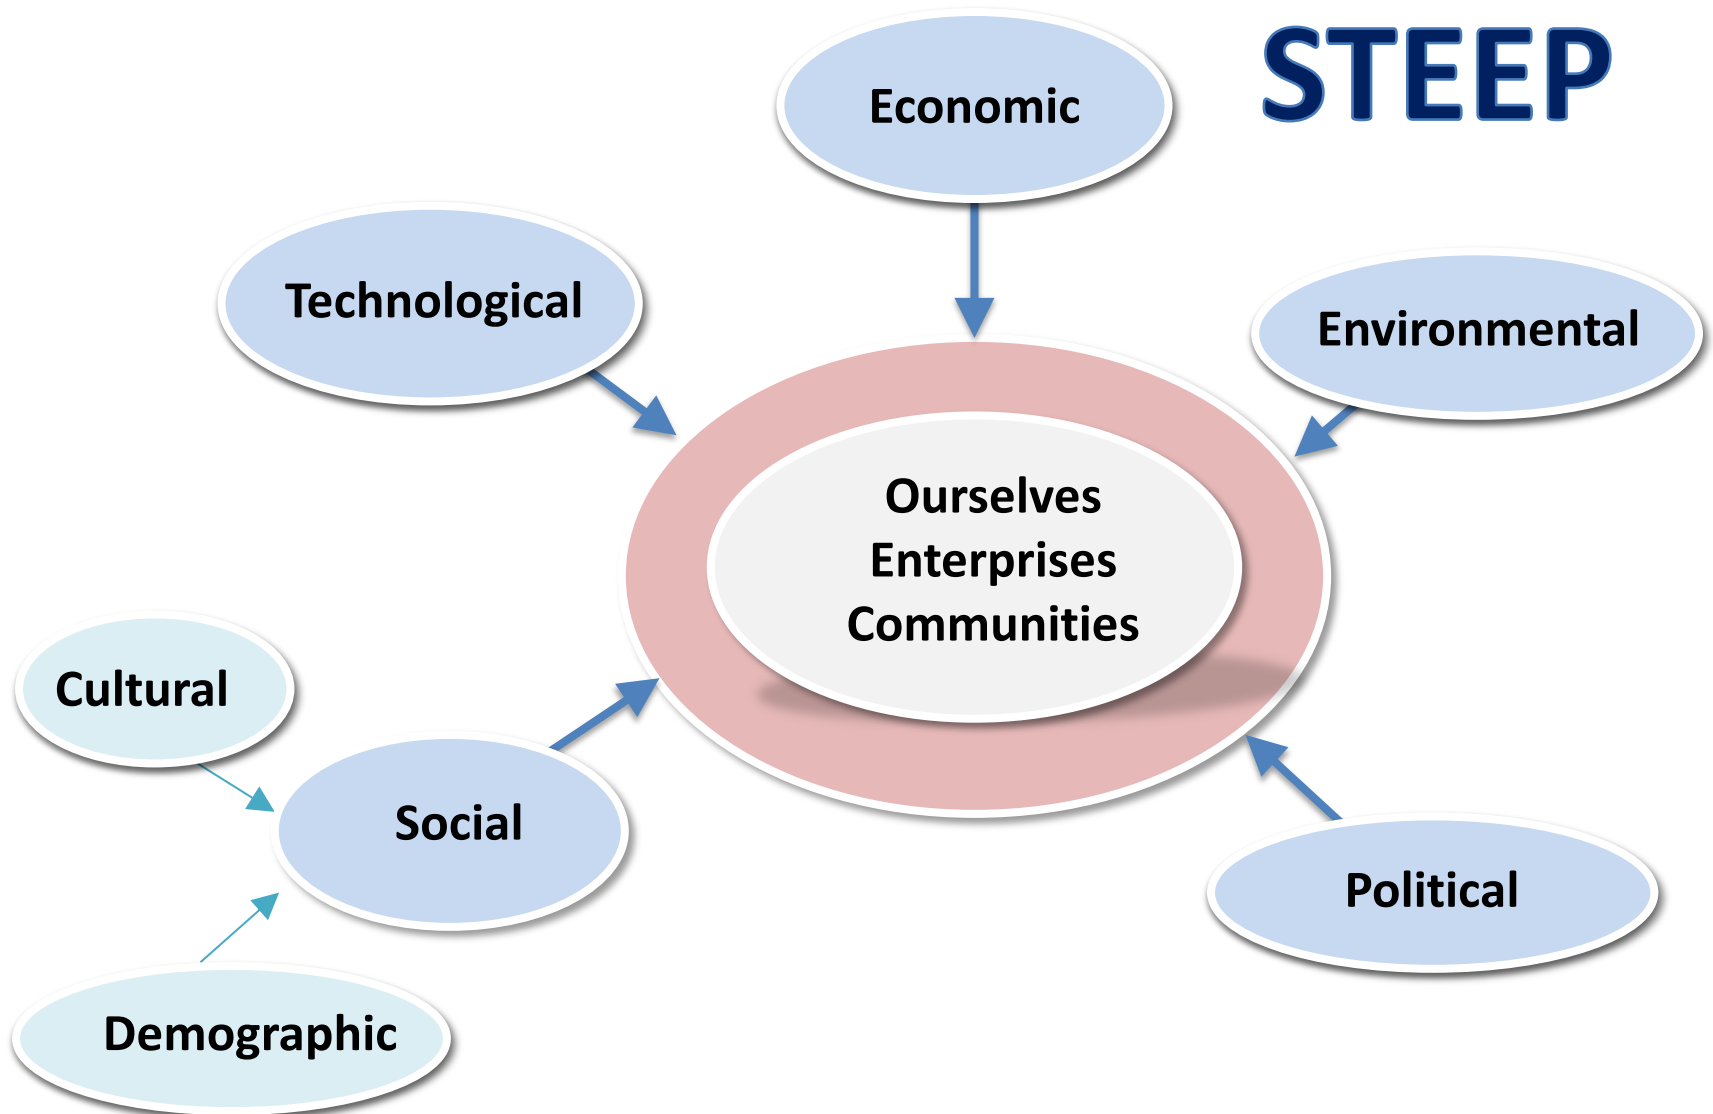 STEEP
Economic
Technological
Environmental
Ourselves
Enterprises
Communities
Cultural
Social
Political
Demographic